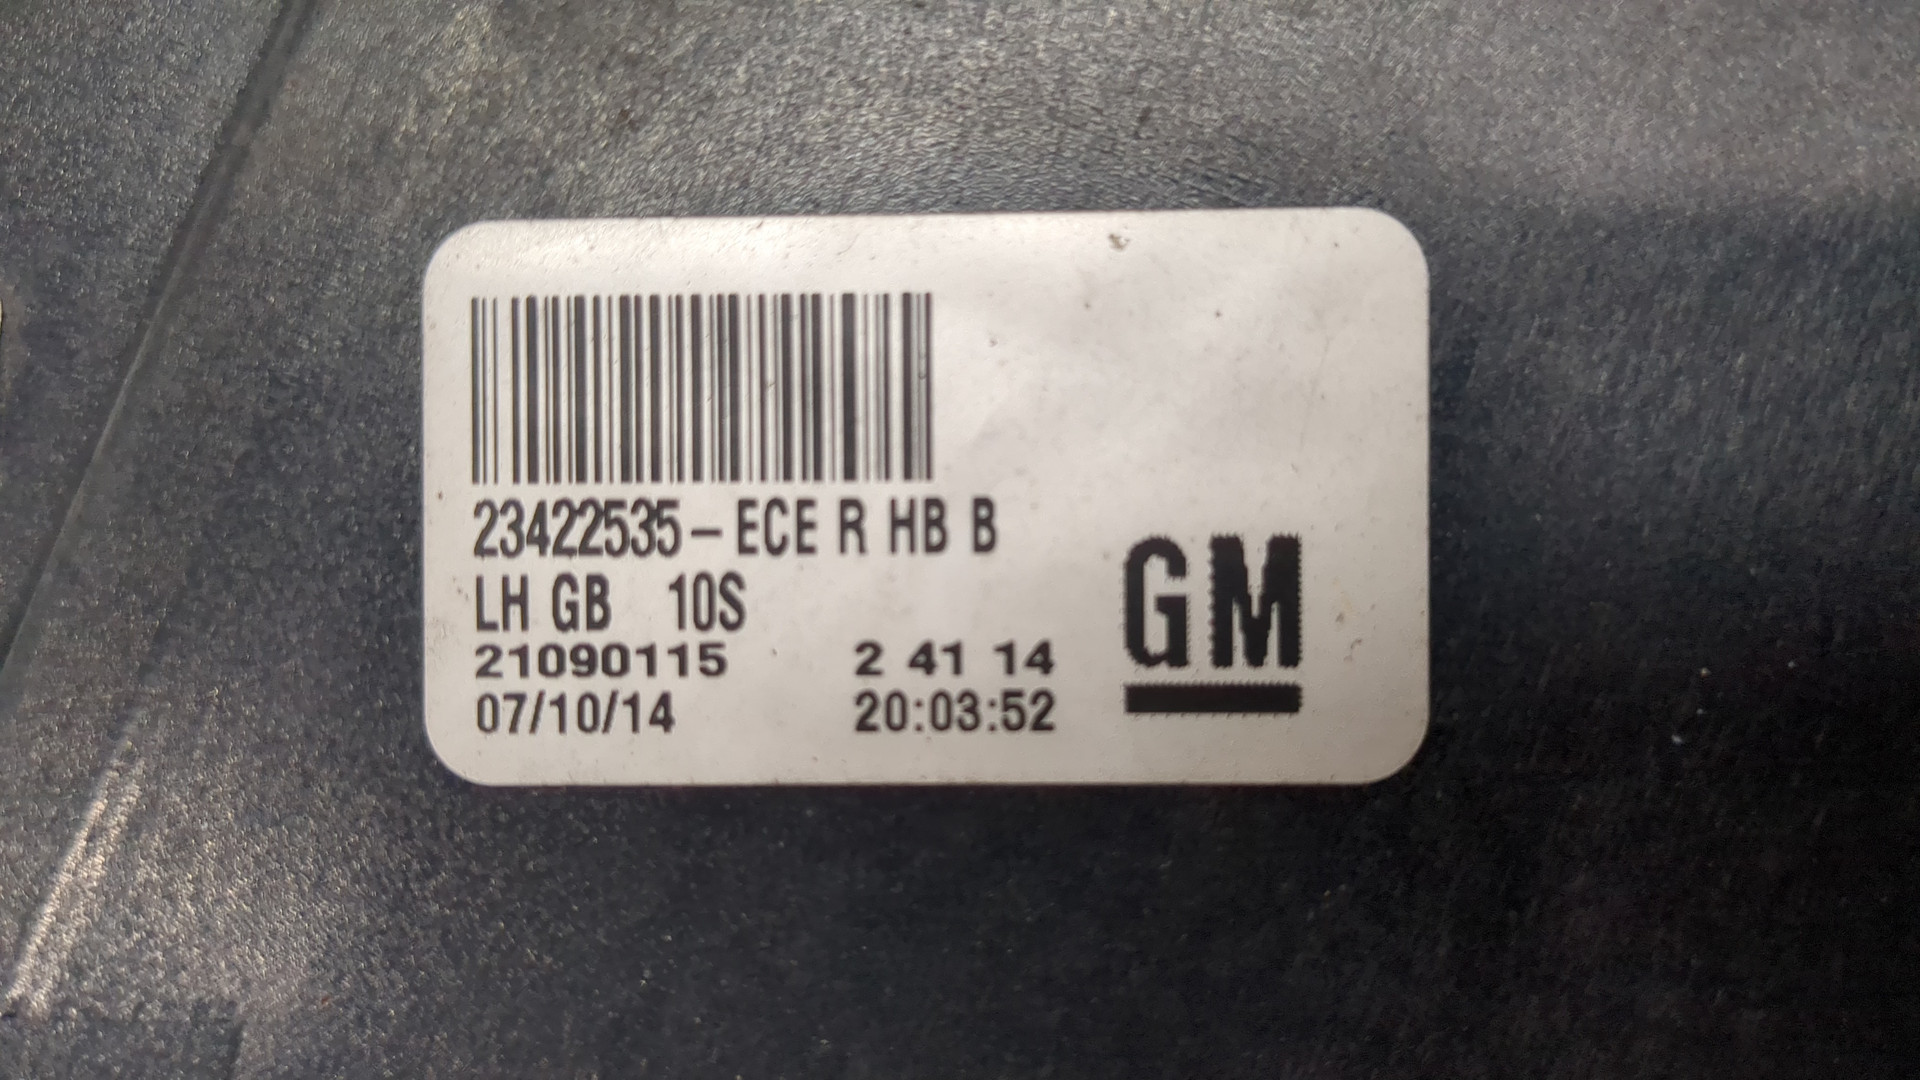 23422535-ECE R HB B
LH GB 10S
21090115 2 41 14
07/10/14 20:03:52
GM